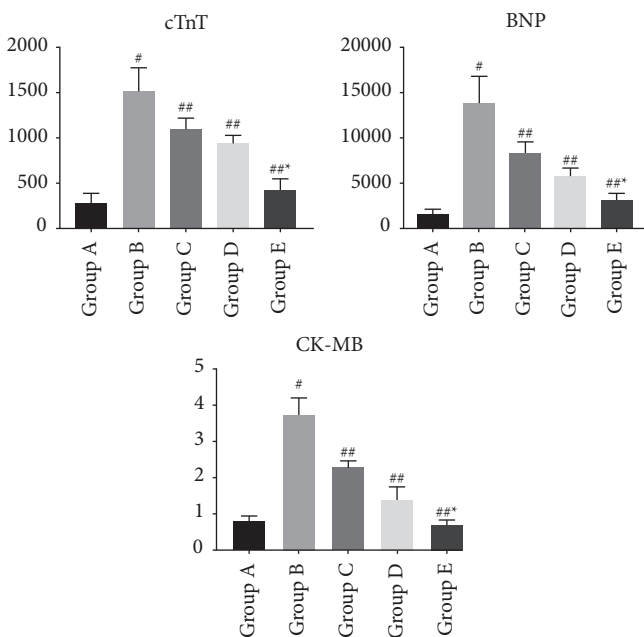 cTnT
2000
1500
1000
500
0
#
##
##
##*
Group A
Group B
Group C
Group D
Group E
BNP
20000
15000
10000
5000
0
#
##
##
##*
Group A
Group B
Group C
Group D
Group E
CK-MB
5
4
3
2
1
0
#
##
##
##*
Group A
Group B
Group C
Group D
Group E